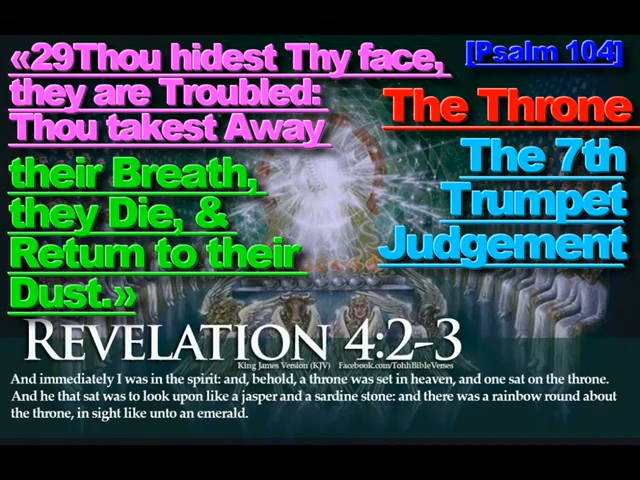 «29Thou hidest Thy face,
they are Troubled:
Thou takest Away
their Breath,
they Die, &
Return to their
Dust.»
[Psalm 104]
The Throne
The 7th
Trumpet
Judgement
REVELATION 4:2-3
King James Version (KJV) Facebook.com/TohhBibleVerses
And immediately I was in the spirit: and, behold, a throne was set in heaven, and one sat on the throne.
And he that sat was to look upon like a jasper and a sardine stone: and there was a rainbow round about
the throne, in sight like unto an emerald.